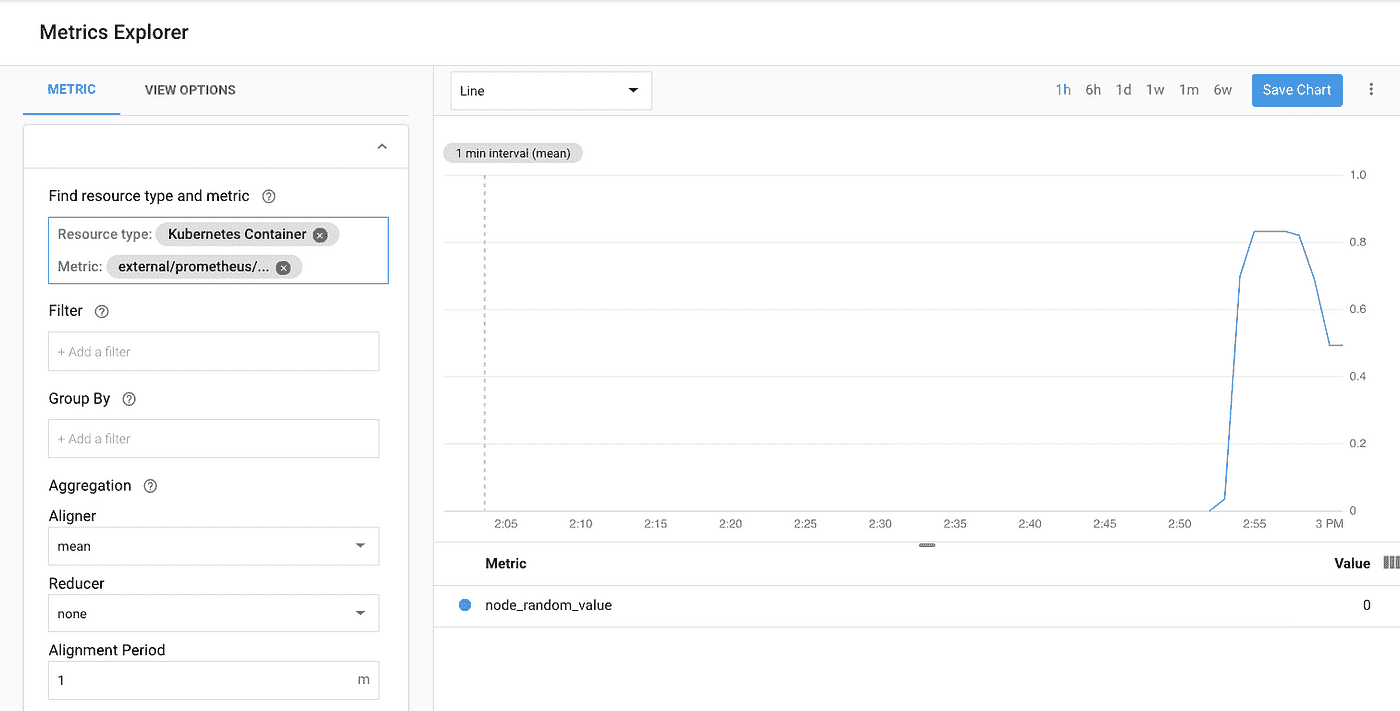 Metrics Explorer
METRIC VIEW OPTIONS
Find resource type and metric ?
Resource type: Kubernetes Container
Metric: external/prometheus/...
Filter ?
+ Add a filter
Group By ?
+ Add a filter
Aggregation ?
Aligner
mean
Reducer
none
Alignment Period
1 m
Line
1h 6h 1d 1w 1m 6w Save Chart
1 min interval (mean)
1.0
0.8
0.6
0.4
0.2
0
2:05 2:10 2:15 2:20 2:25 2:30 2:35 2:40 2:45 2:50 2:55 3 PM
Metric Value
node_random_value 0